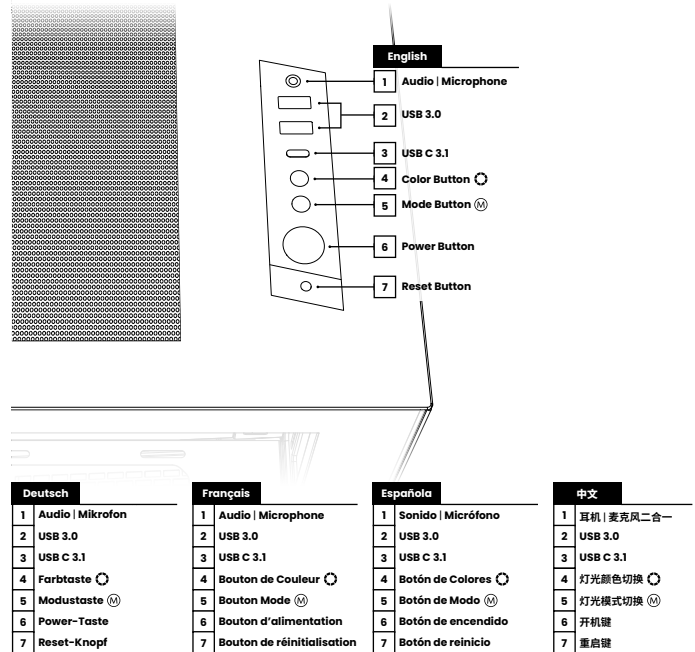 English
1 Audio | Microphone
2 USB 3.0
3 USB C 3.1
4 Color Button
5 Mode Button Ⓜ
6 Power Button
7 Reset Button
Deutsch
1 Audio | Mikrofon
2 USB 3.0
3 USB C 3.1
4 Farbtaste
5 Modustaste Ⓜ
6 Power-Taste
7 Reset-Knopf
Français
1 Audio | Microphone
2 USB 3.0
3 USB C 3.1
4 Bouton de Couleur
5 Bouton Mode Ⓜ
6 Bouton d'alimentation
7 Bouton de réinitialisation
Española
1 Sonido | Micrófono
2 USB 3.0
3 USB C 3.1
4 Botón de Colores
5 Botón de Modo Ⓜ
6 Botón de encendido
7 Botón de reinicio
中文
1 耳机 | 麦克风二合一
2 USB 3.0
3 USB C 3.1
4 灯光颜色切换
5 灯光模式切换 Ⓜ
6 开机键
7 重启键